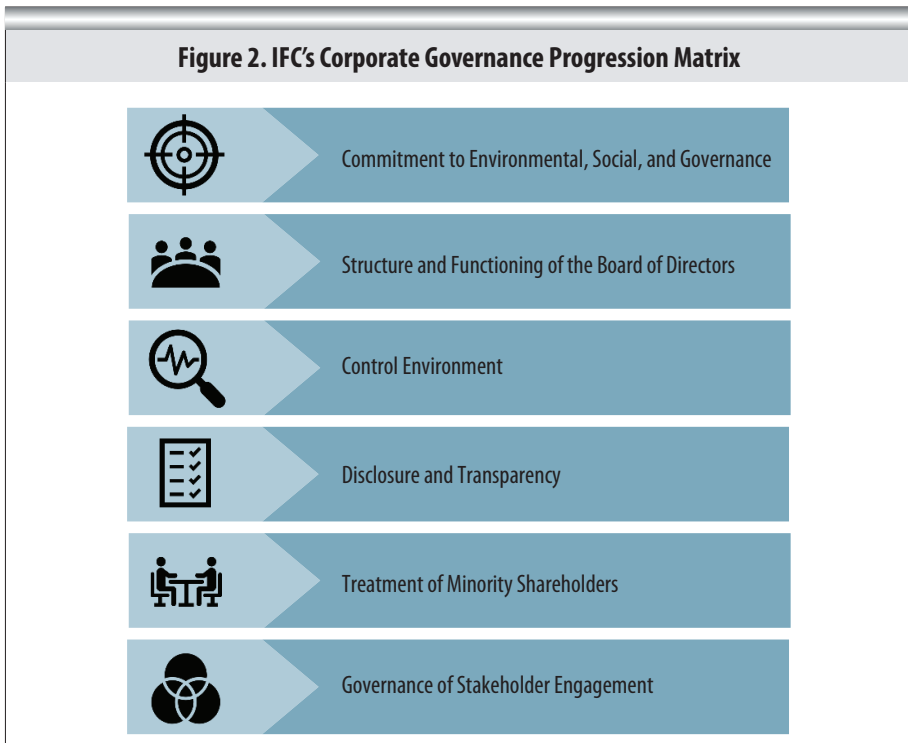 Figure 2. IFC's Corporate Governance Progression Matrix
Commitment to Environmental, Social, and Governance
Structure and Functioning of the Board of Directors
Control Environment
Disclosure and Transparency
Treatment of Minority Shareholders
Governance of Stakeholder Engagement